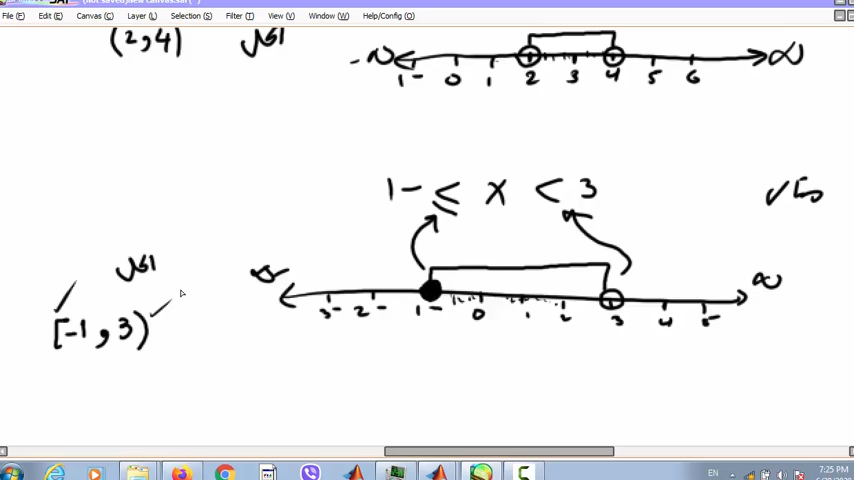 File (F) Edit (E) Canvas (C) Layer (L) Selection (S) Filter (T) View (V) Window (W) Help/Config (O)
(2,4)
1- 0 1 2 3 4 5 6 ∞
1- ≤ x < 3
∞ 3- 2- 1- 0 1 2 3 4 5 ∞
[-1, 3)
EN 7:25 PM